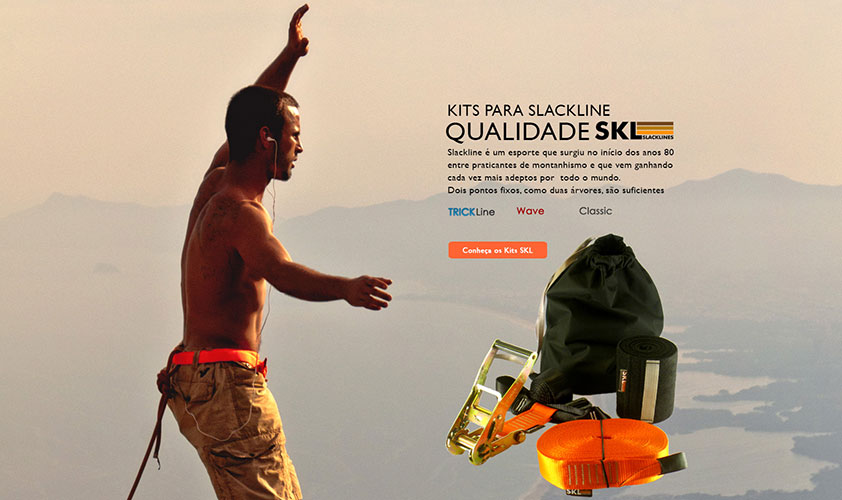 KITS PARA SLACKLINE
QUALIDADE SKL SLACKLINES
Slackline é um esporte que surgiu no início dos anos 80
entre praticantes de montanhismo e que vem ganhando
cada vez mais adeptos por todo o mundo.
Dois pontos fixos, como duas árvores, são suficientes
TRICKLine Wave Classic
Conheça os Kits SKL
SKL
SKL